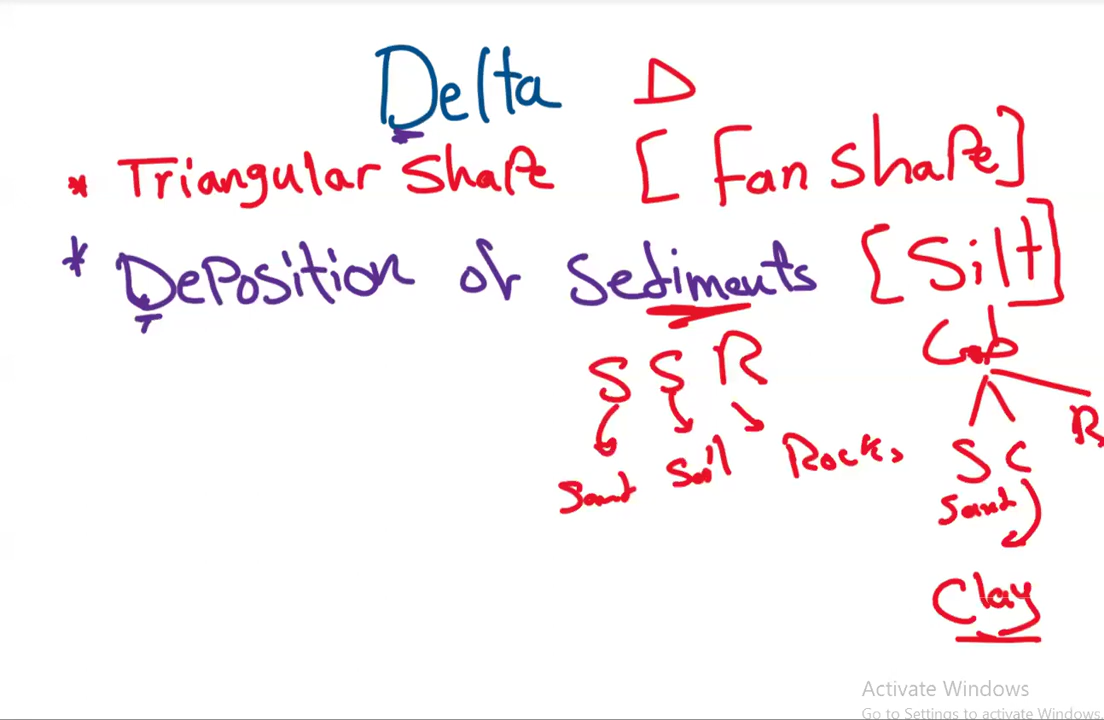 Delta D
* Triangular Shape [Fan Shape]
* Deposition of Sediments [Silt]
S S R
Sand Soil Rocks
S C R
Sand
Clay
Activate Windows
Go to Settings to activate Windows.